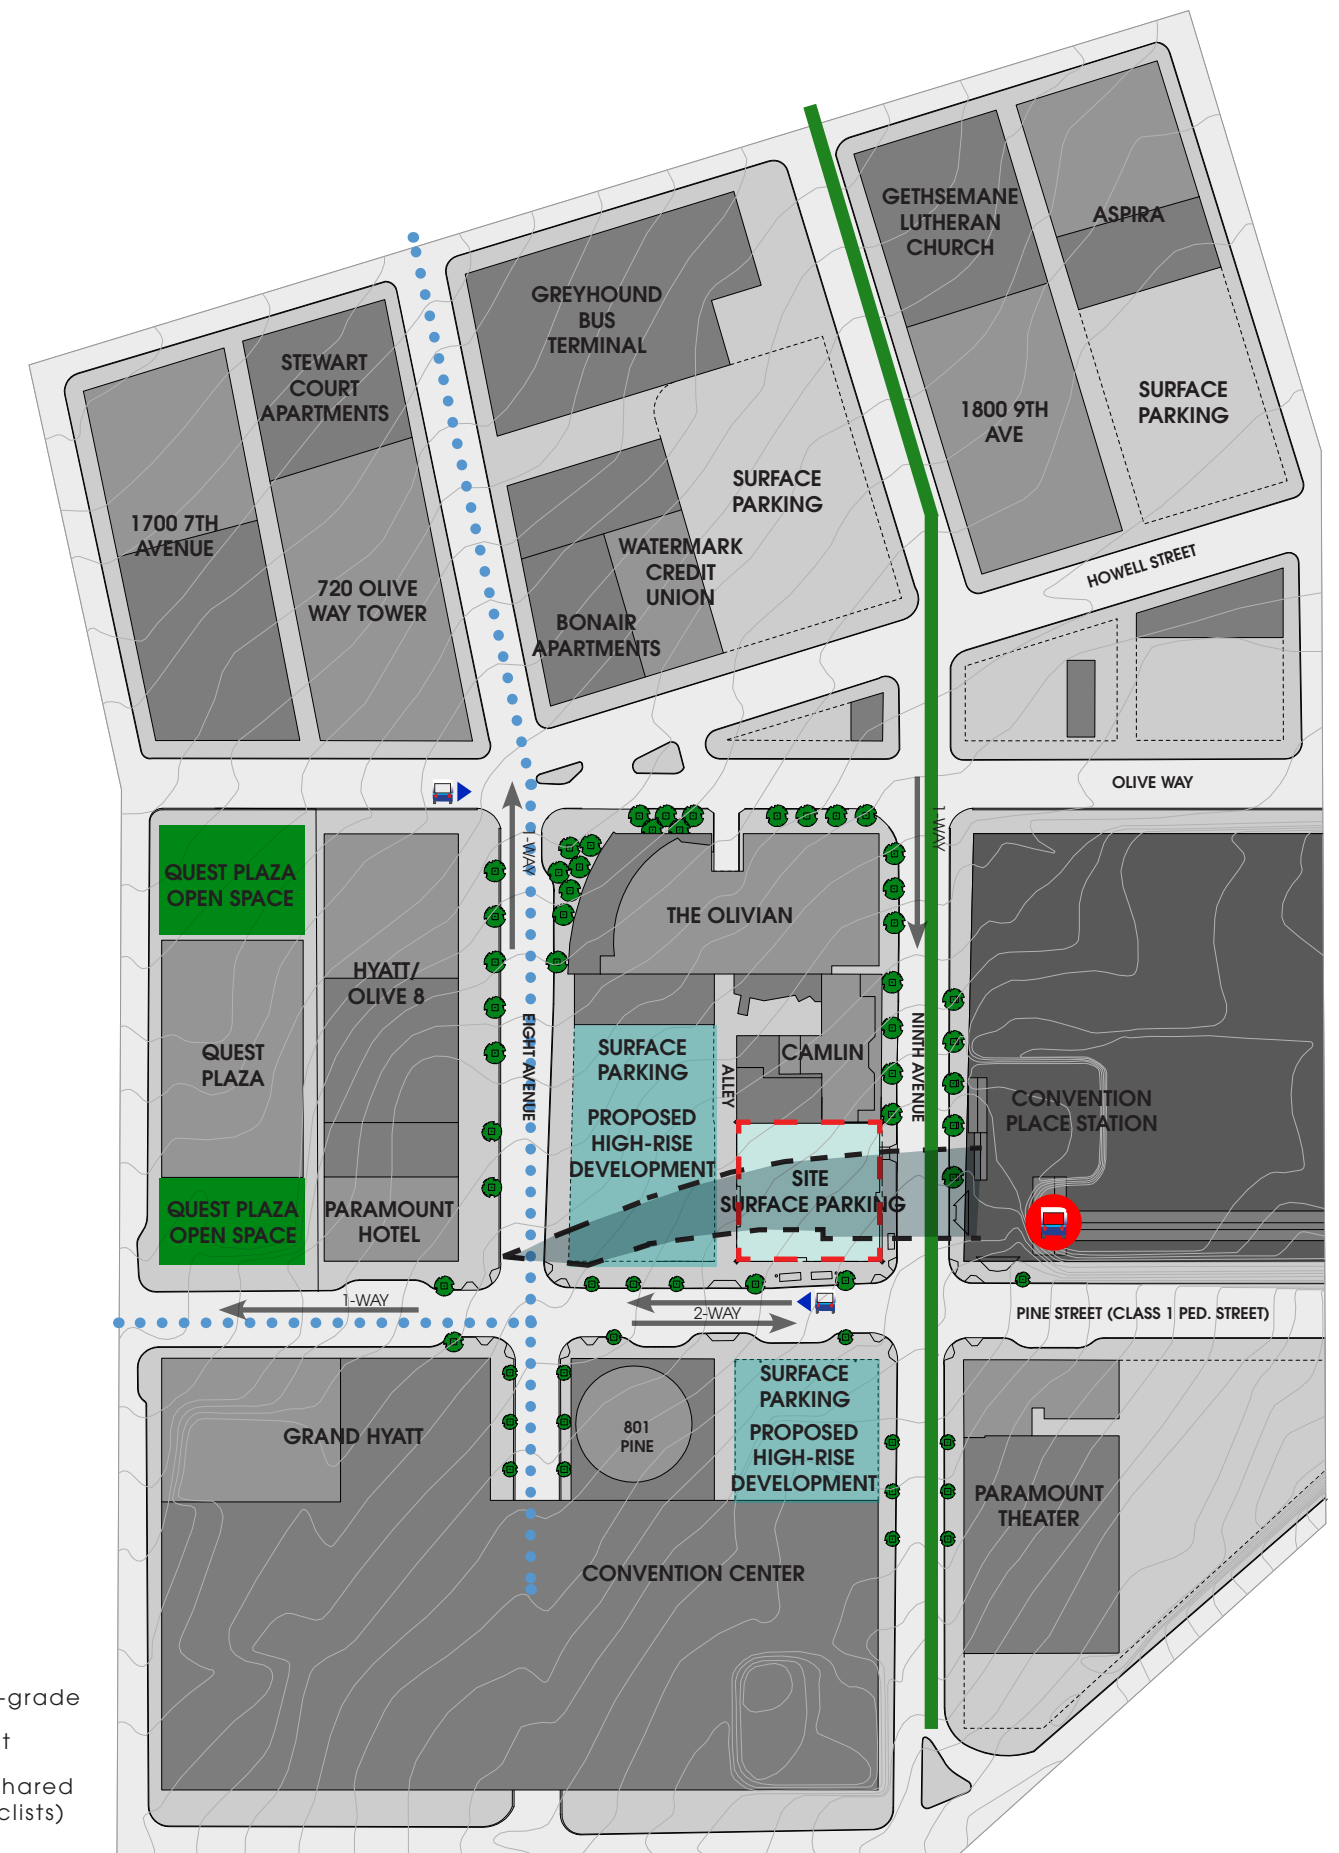 GETHSEMANE
LUTHERAN
CHURCH
ASPIRA
GREYHOUND
BUS
TERMINAL
STEWART
COURT
APARTMENTS
SURFACE
PARKING
1800 9TH
AVE
SURFACE
PARKING
1700 7TH
AVENUE
WATERMARK
CREDIT
UNION
HOWELL STREET
720 OLIVE
WAY TOWER
BONAIR
APARTMENTS
OLIVE WAY
1-WAY
1-WAY
QUEST PLAZA
OPEN SPACE
THE OLIVIAN
HYATT/
OLIVE 8
EIGHT AVENUE
NINTH AVENUE
QUEST
PLAZA
SURFACE
PARKING
CAMLIN
ALLEY
CONVENTION
PLACE STATION
PROPOSED
HIGH-RISE
DEVELOPMENT
SITE
SURFACE PARKING
QUEST PLAZA
OPEN SPACE
PARAMOUNT
HOTEL
1-WAY
2-WAY
PINE STREET (CLASS 1 PED. STREET)
SURFACE
PARKING
GRAND HYATT
801
PINE
PROPOSED
HIGH-RISE
DEVELOPMENT
PARAMOUNT
THEATER
CONVENTION CENTER
-grade
t
hared
clists)